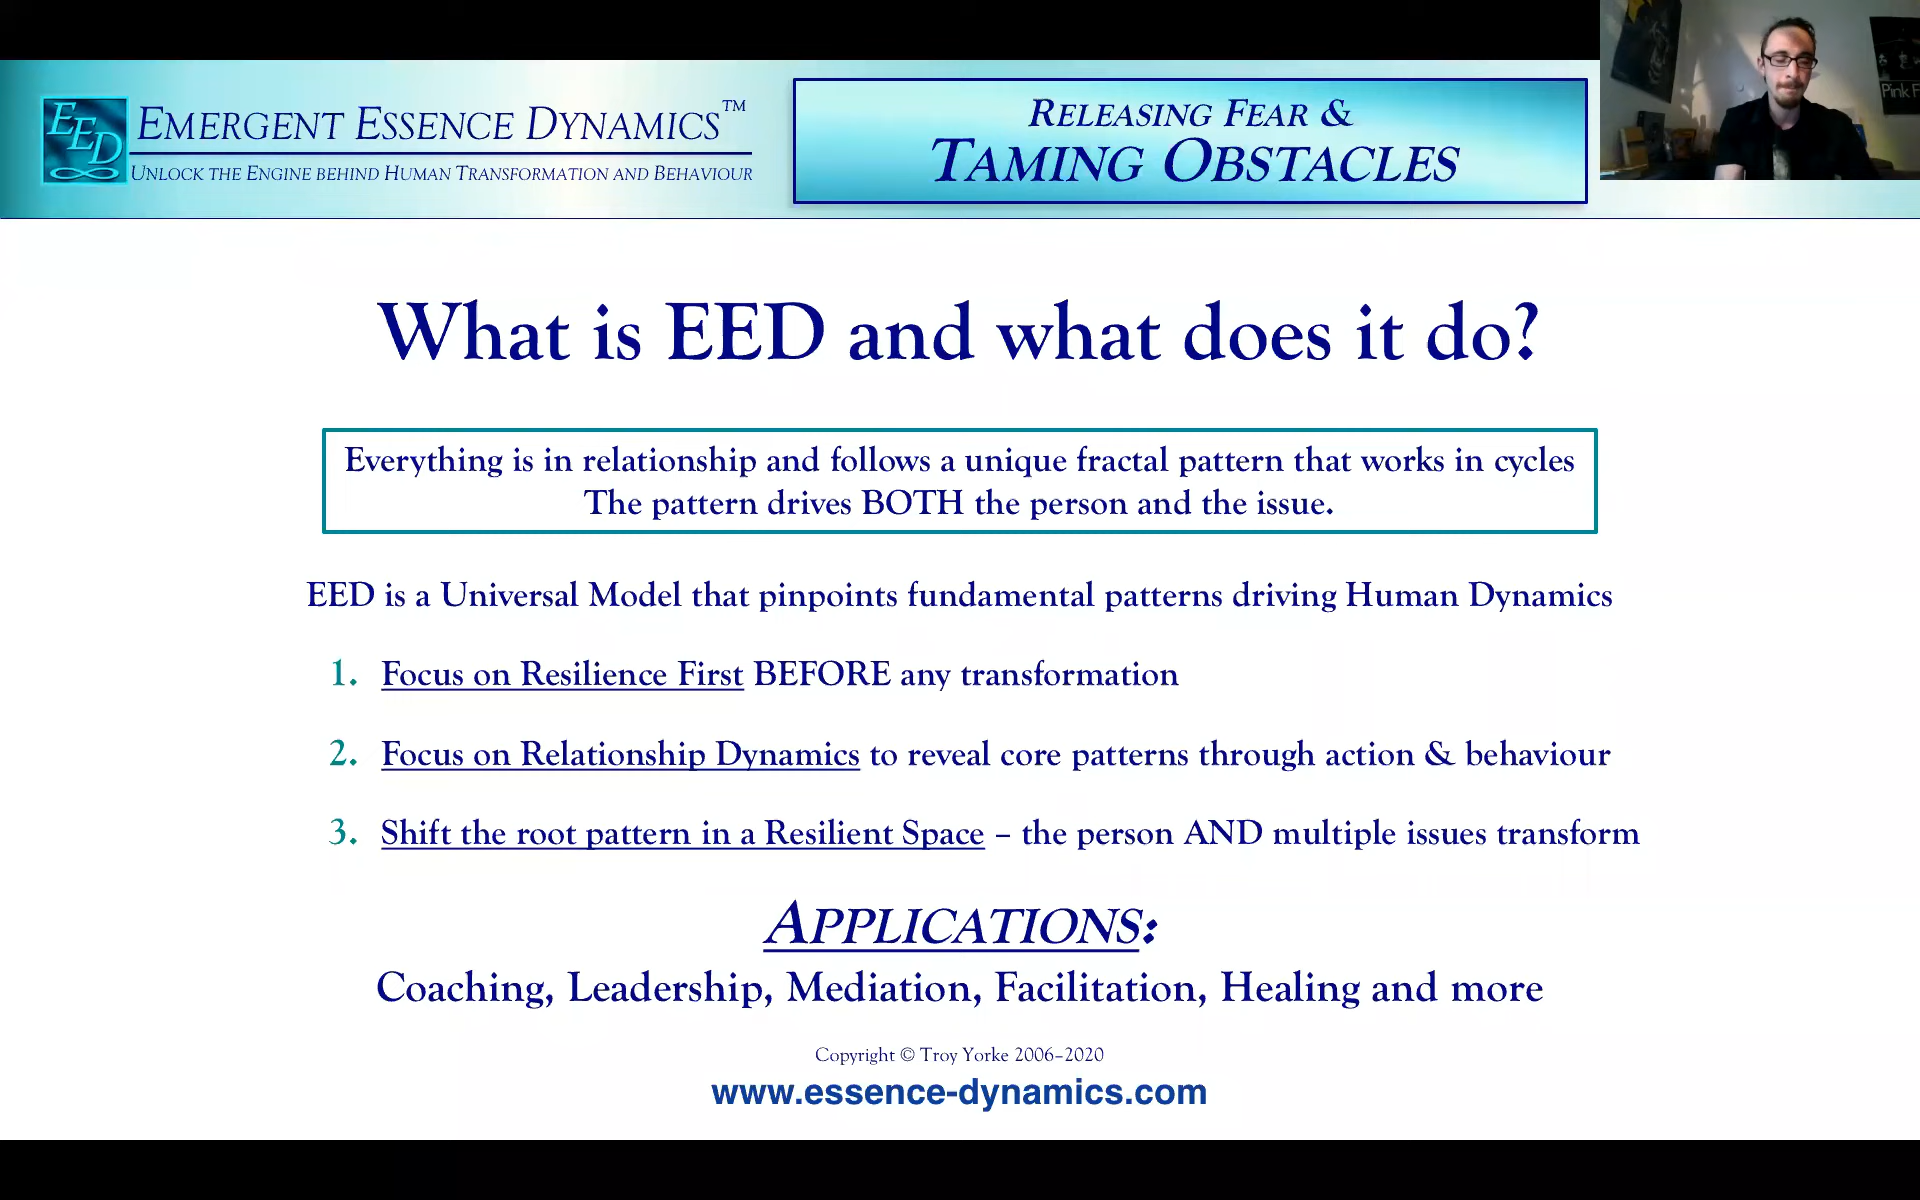 EED
EMERGENT ESSENCE DYNAMICS™
UNLOCK THE ENGINE BEHIND HUMAN TRANSFORMATION AND BEHAVIOUR
RELEASING FEAR &
TAMING OBSTACLES
Pink F
What is EED and what does it do?
Everything is in relationship and follows a unique fractal pattern that works in cycles
The pattern drives BOTH the person and the issue.
EED is a Universal Model that pinpoints fundamental patterns driving Human Dynamics
1. Focus on Resilience First BEFORE any transformation
2. Focus on Relationship Dynamics to reveal core patterns through action & behaviour
3. Shift the root pattern in a Resilient Space – the person AND multiple issues transform
APPLICATIONS:
Coaching, Leadership, Mediation, Facilitation, Healing and more
Copyright © Troy Yorke 2006–2020
www.essence-dynamics.com